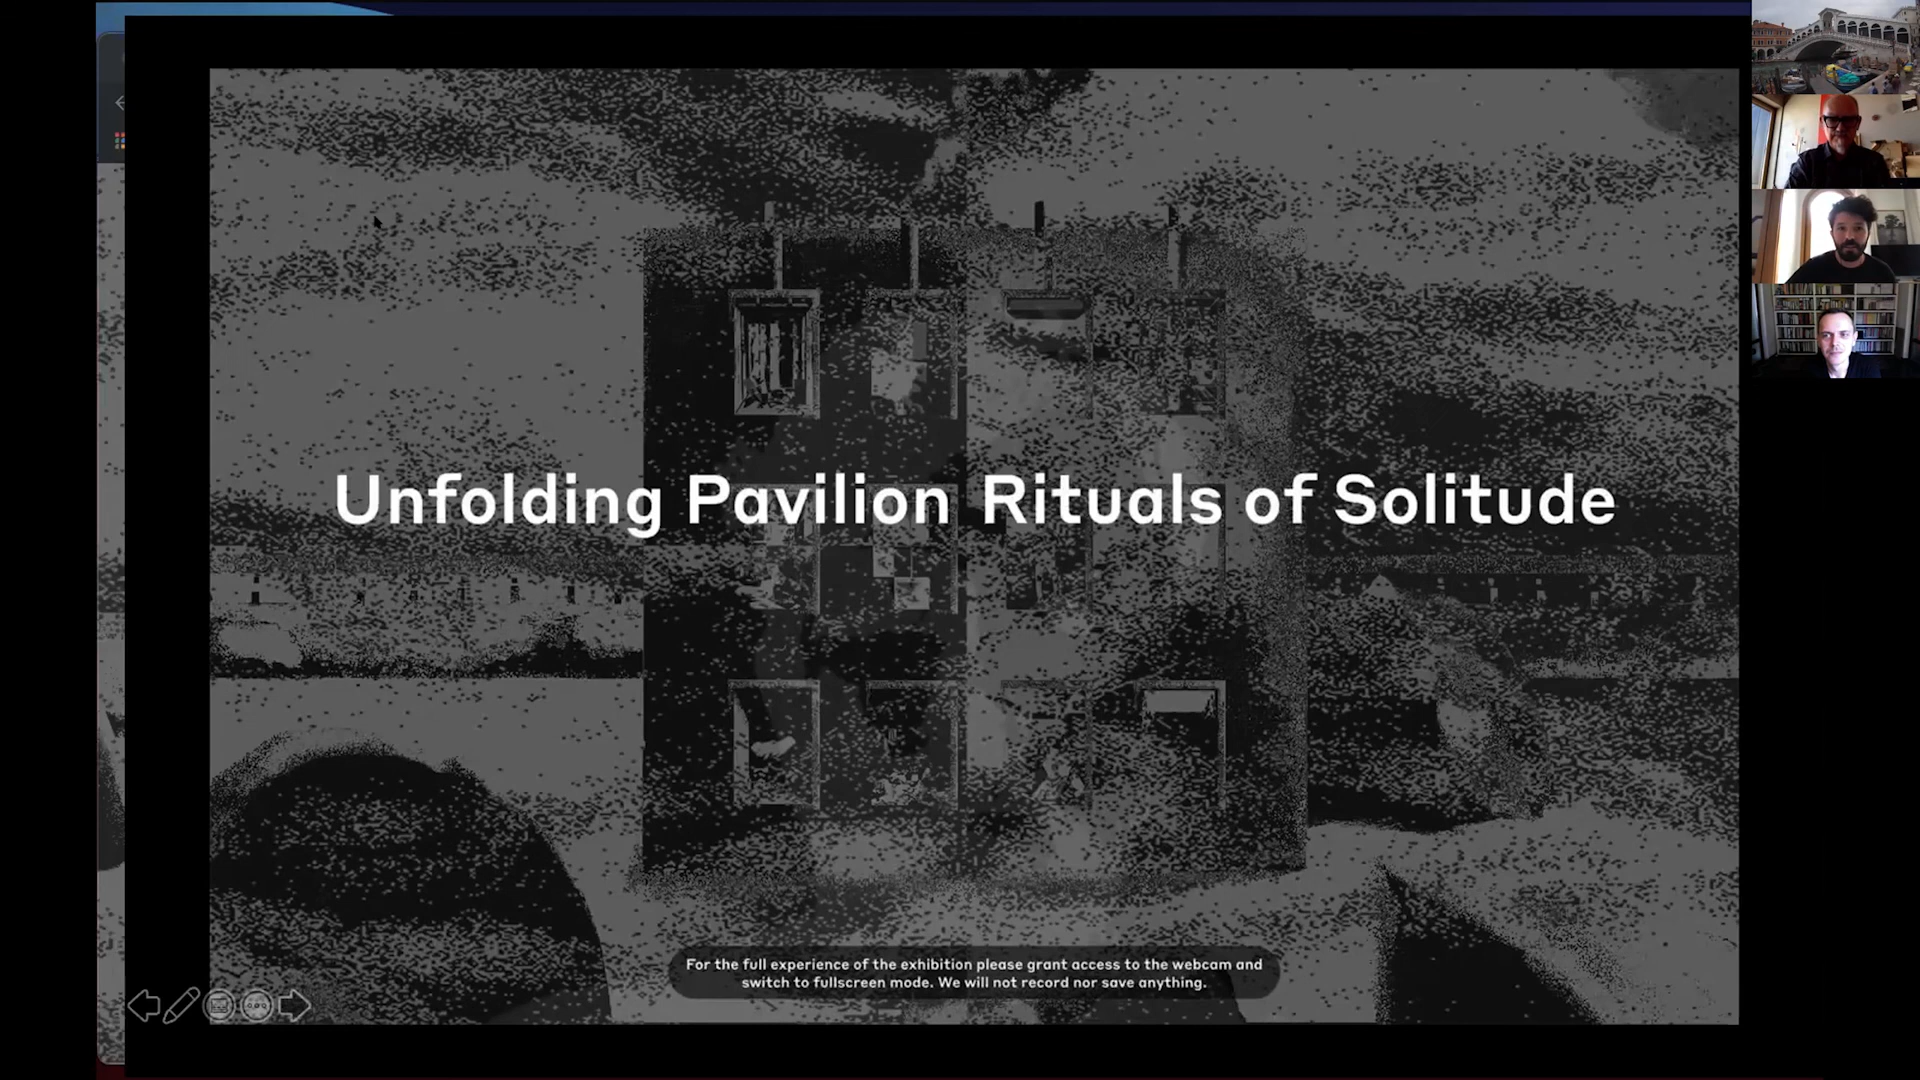 Unfolding Pavilion Rituals of Solitude
For the full experience of the exhibition please grant access to the webcam and
switch to fullscreen mode. We will not record nor save anything.